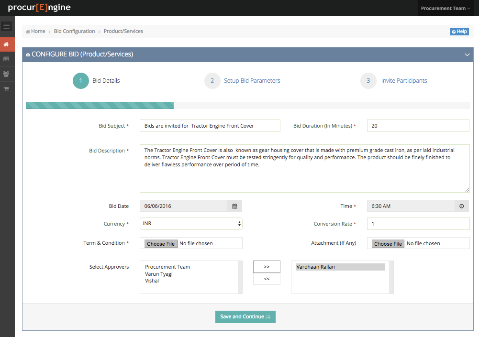 procur[E]ngine
Procurement Team
Home Bid Configuration Product/Services
Help
CONFIGURE BID (Product/Services)
1 Bid Details
2 Setup Bid Parameters
3 Invite Participants
Bid Subject * Bids are invited for Tractor Engine Front Cover Bid Duration (In Minutes) * 20
Bid Description * The Tractor Engine Front Cover is also known as gear housing cover that is made with premium grade cast iron, as per laid industrial
norms. Tractor Engine Front Cover must be tested stringently for quality and performance. The product should be finely finished to
deliver flawless performance over period of time.
Bid Date 06/06/2016 Time * 6:30 AM
Currency * INR Conversion Rate * 1
Term & Condition * Choose File No file chosen Attachment (If Any) Choose File No file chosen
Select Approvers Procurement Team >> Vardhaan Rallan
Varun Tyagi
Vishal <<
Save and Continue